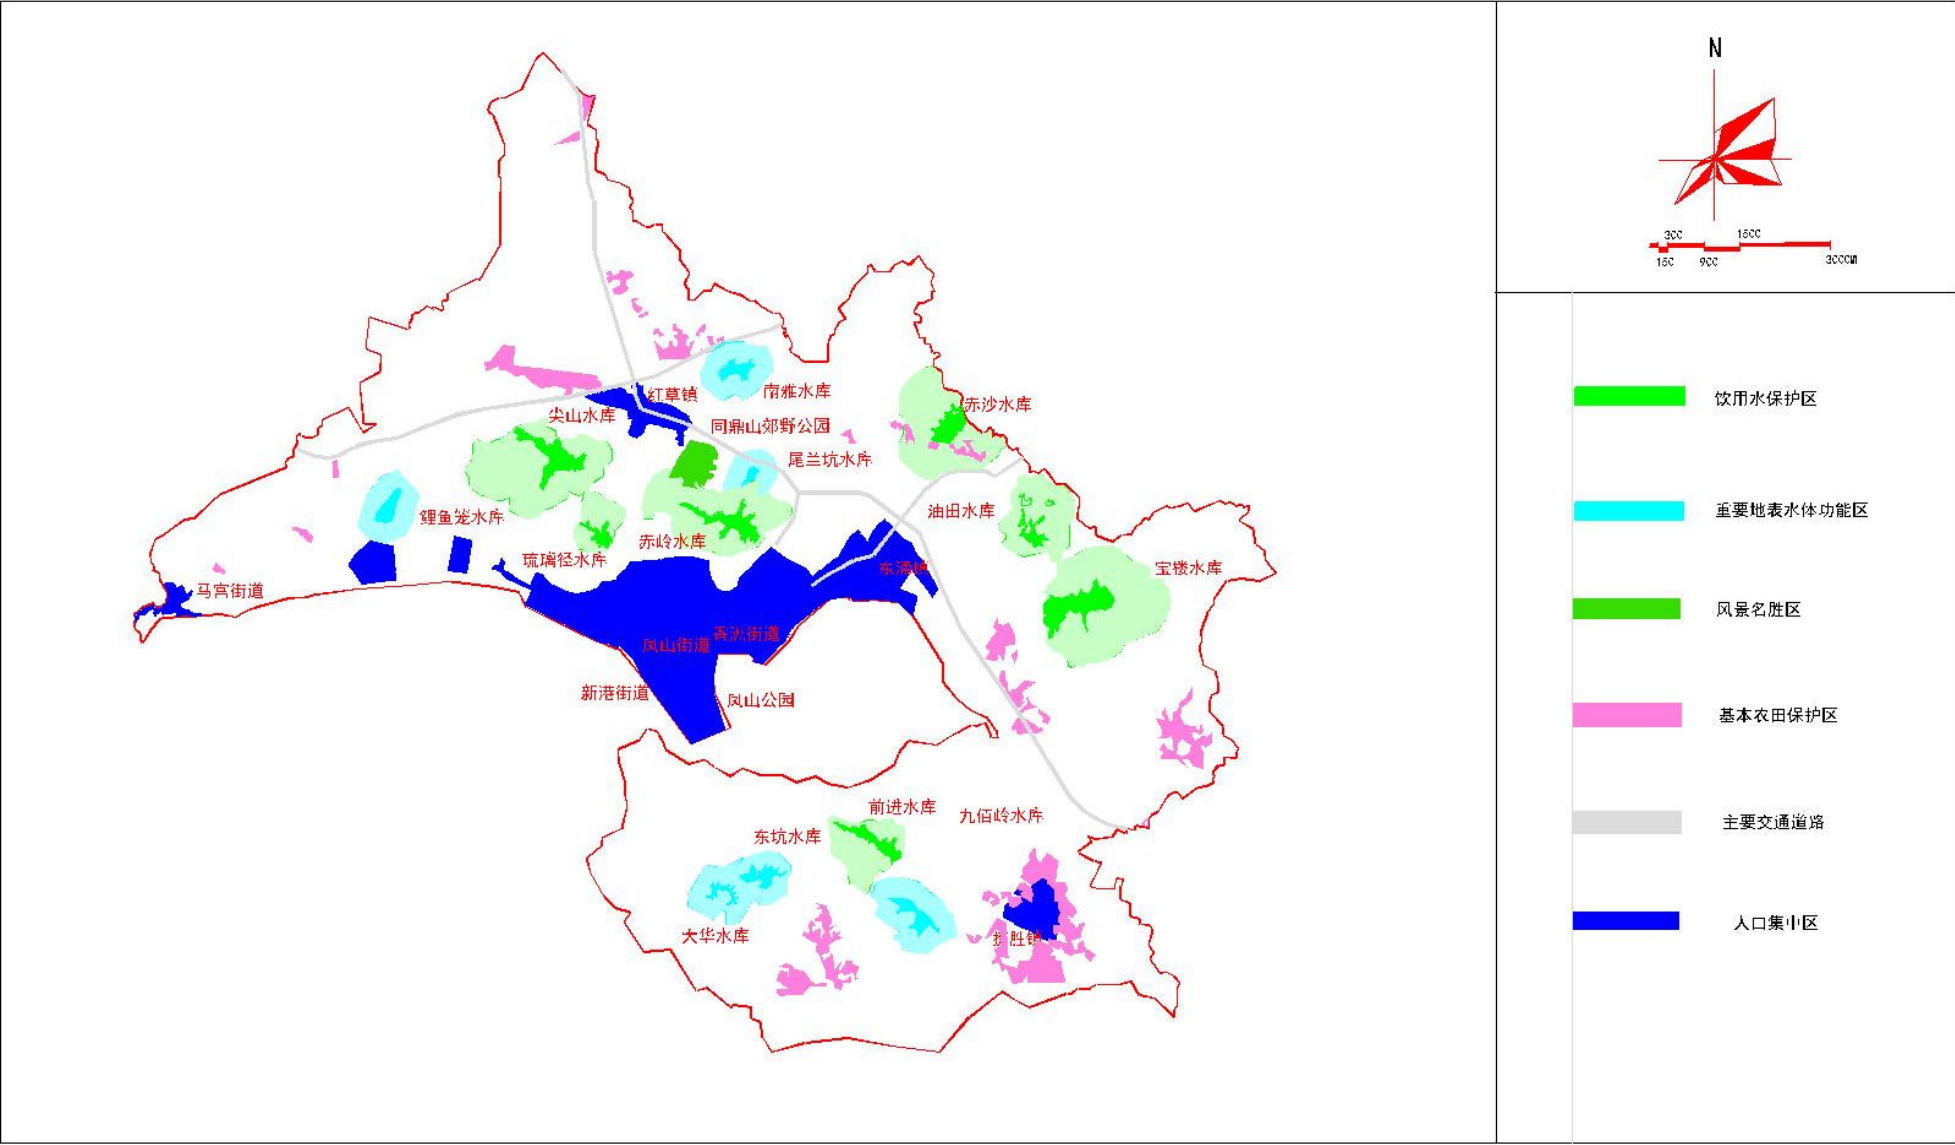 N
300
1500
150
900
3000M
红草镇
南雅水库
尖山水库
同鼎山郊野公园
赤沙水库
尾兰坑水库
鲤鱼笼水库
油田水库
赤岭水库
琉璃径水库
东涌镇
宝楼水库
马宫街道
香洲街道
凤山街道
新港街道
凤山公园
前进水库
九佰岭水库
东坑水库
大华水库
胜镇
饮用水保护区
重要地表水体功能区
风景名胜区
基本农田保护区
主要交通道路
人口集中区